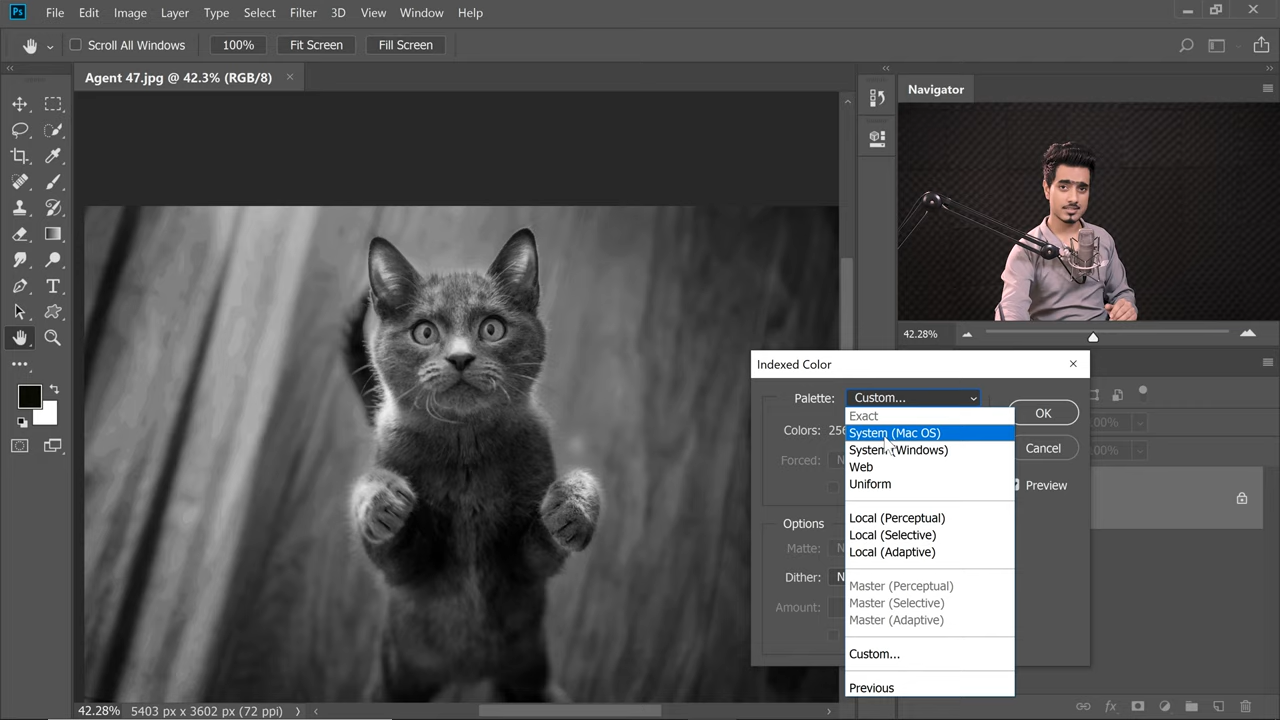 Ps File Edit Image Layer Type Select Filter 3D View Window Help
Scroll All Windows 100% Fit Screen Fill Screen
Agent 47.jpg @ 42.3% (RGB/8)
Navigator
42.28%
Indexed Color
Palette: Custom...
Exact
System (Mac OS)
System (Windows)
Web
Uniform
Local (Perceptual)
Local (Selective)
Local (Adaptive)
Master (Perceptual)
Master (Selective)
Master (Adaptive)
Custom...
Previous
Colors: 256
Forced:
Options
Matte:
Dither:
Amount:
OK
Cancel
Preview
42.28% 5403 px x 3602 px (72 ppi)